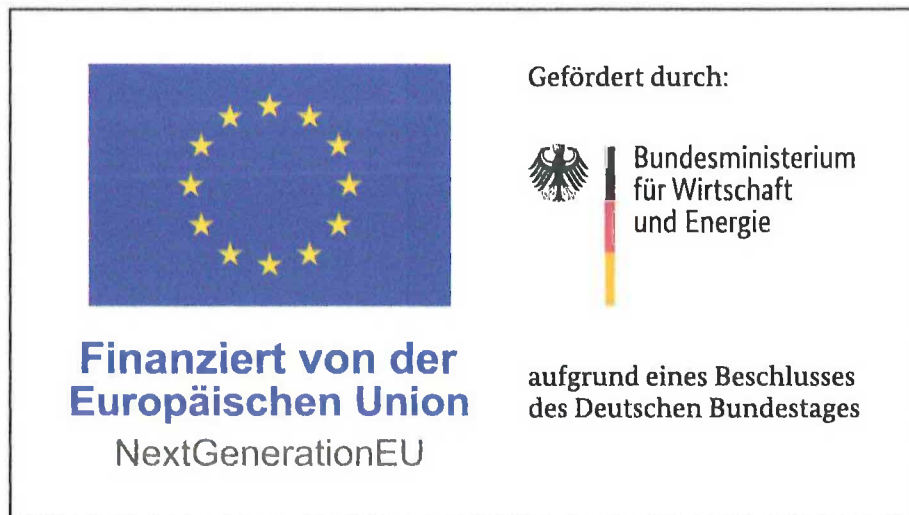 Finanziert von der
Europäischen Union
NextGenerationEU
Gefördert durch:
Bundesministerium
für Wirtschaft
und Energie
aufgrund eines Beschlusses
des Deutschen Bundestages